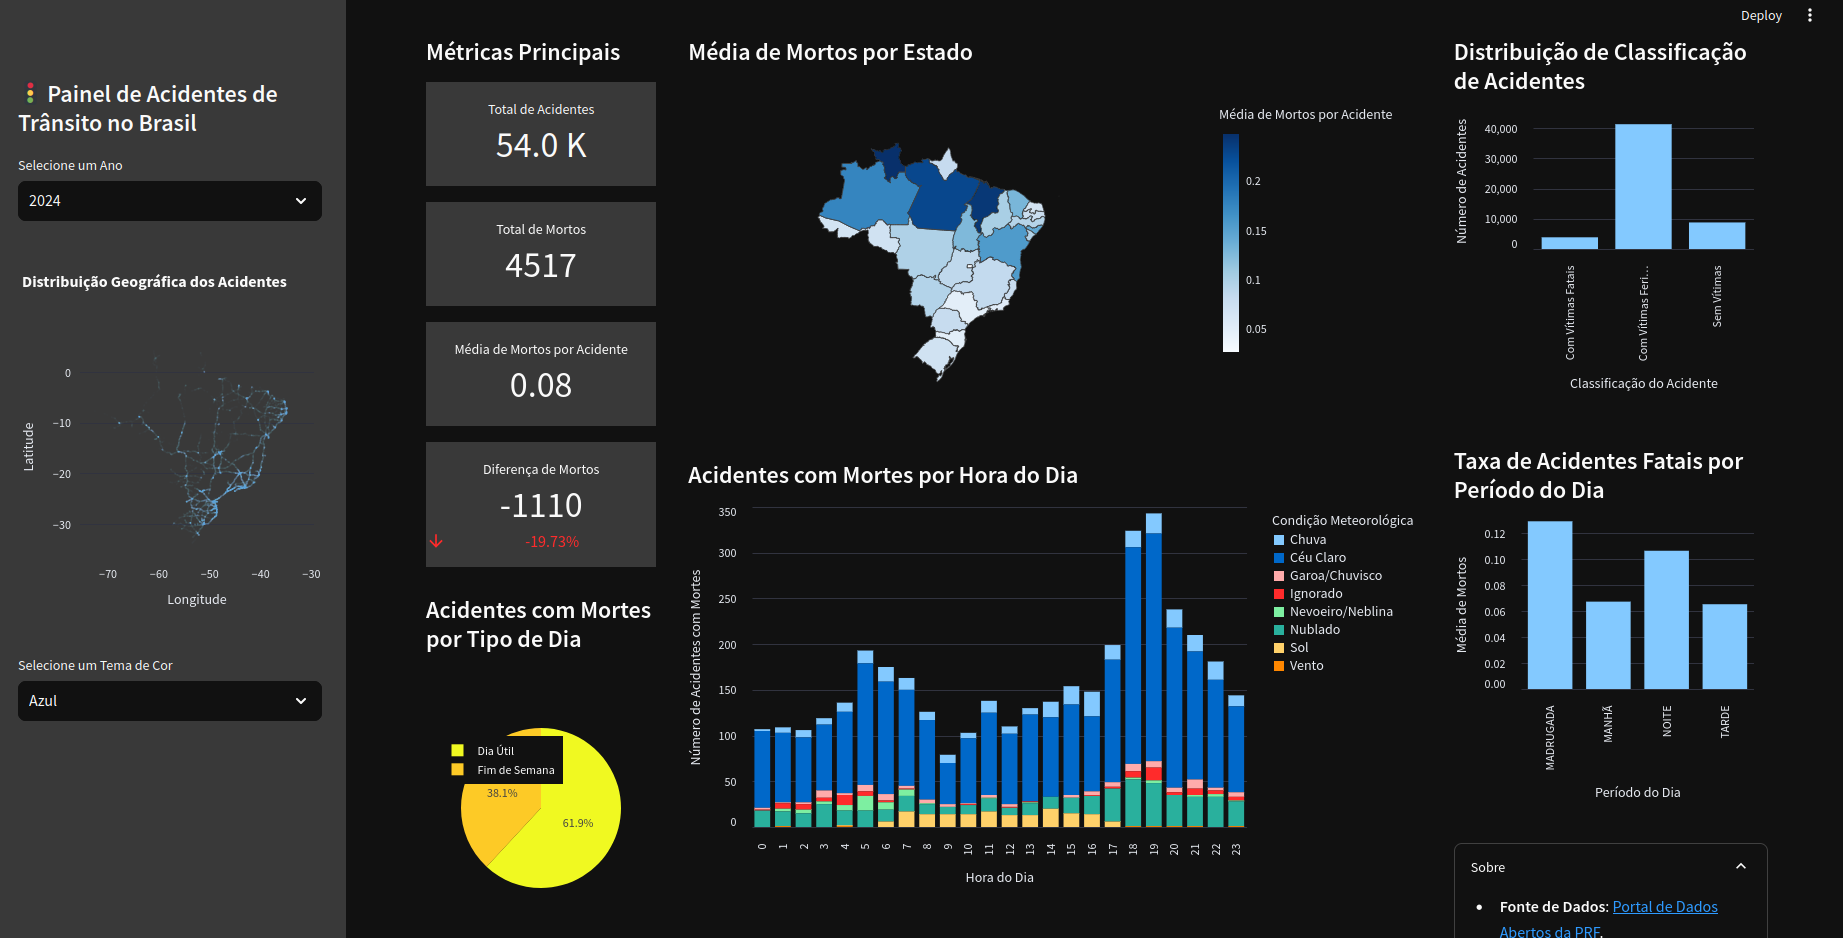 Deploy
🚦 Painel de Acidentes de
Trânsito no Brasil
Selecione um Ano
2024
Distribuição Geográfica dos Acidentes
Latitude
0
−10
−20
−30
−70
−60
−50
−40
−30
Longitude
Selecione um Tema de Cor
Azul
Métricas Principais
Total de Acidentes
54.0 K
Total de Mortos
4517
Média de Mortos por Acidente
0.08
Diferença de Mortos
-1110
-19.73%
Acidentes com Mortes
por Tipo de Dia
Dia Útil
Fim de Semana
38.1%
61.9%
Média de Mortos por Estado
Média de Mortos por Acidente
0.2
0.15
0.1
0.05
Acidentes com Mortes por Hora do Dia
Número de Acidentes com Mortes
350
300
250
200
150
100
50
0
0
1
2
3
4
5
6
7
8
9
10
11
12
13
14
15
16
17
18
19
20
21
22
23
Hora do Dia
Condição Meteorológica
Chuva
Céu Claro
Garoa/Chuvisco
Ignorado
Nevoeiro/Neblina
Nublado
Sol
Vento
Distribuição de Classificação
de Acidentes
Número de Acidentes
40,000
30,000
20,000
10,000
0
Com Vítimas Fatais
Com Vítimas Feri…
Sem Vítimas
Classificação do Acidente
Taxa de Acidentes Fatais por
Período do Dia
Média de Mortos
0.12
0.10
0.08
0.06
0.04
0.02
0.00
MADRUGADA
MANHÃ
NOITE
TARDE
Período do Dia
Sobre
• Fonte de Dados: Portal de Dados
Abertos da PRF.